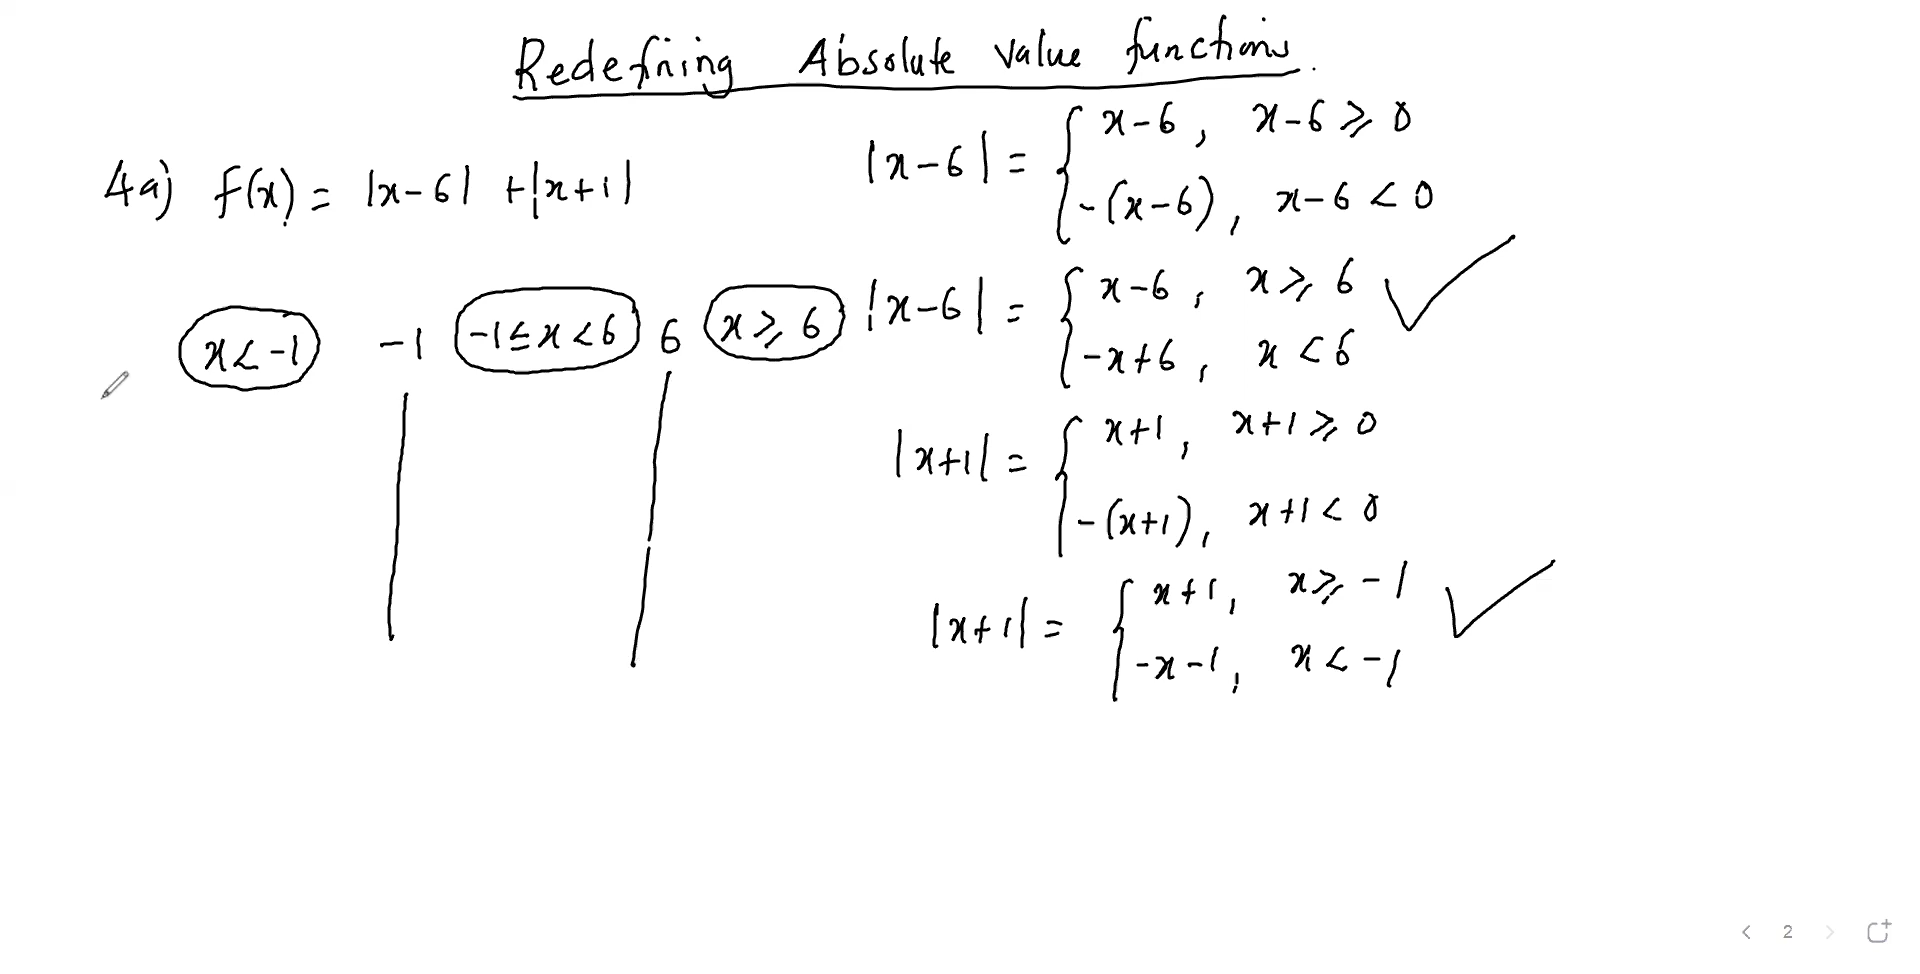 Redefining Absolute value functions.
4a) f(x) = |x-6| + |x+1|
x < -1   -1   -1 ≤ x < 6   6   x ≥ 6
|x-6| = { x-6, x-6 ≥ 0
-(x-6), x-6 < 0
|x-6| = { x-6, x ≥ 6
-x+6, x < 6
|x+1| = { x+1, x+1 ≥ 0
-(x+1), x+1 < 0
|x+1| = { x+1, x ≥ -1
-x-1, x < -1
2